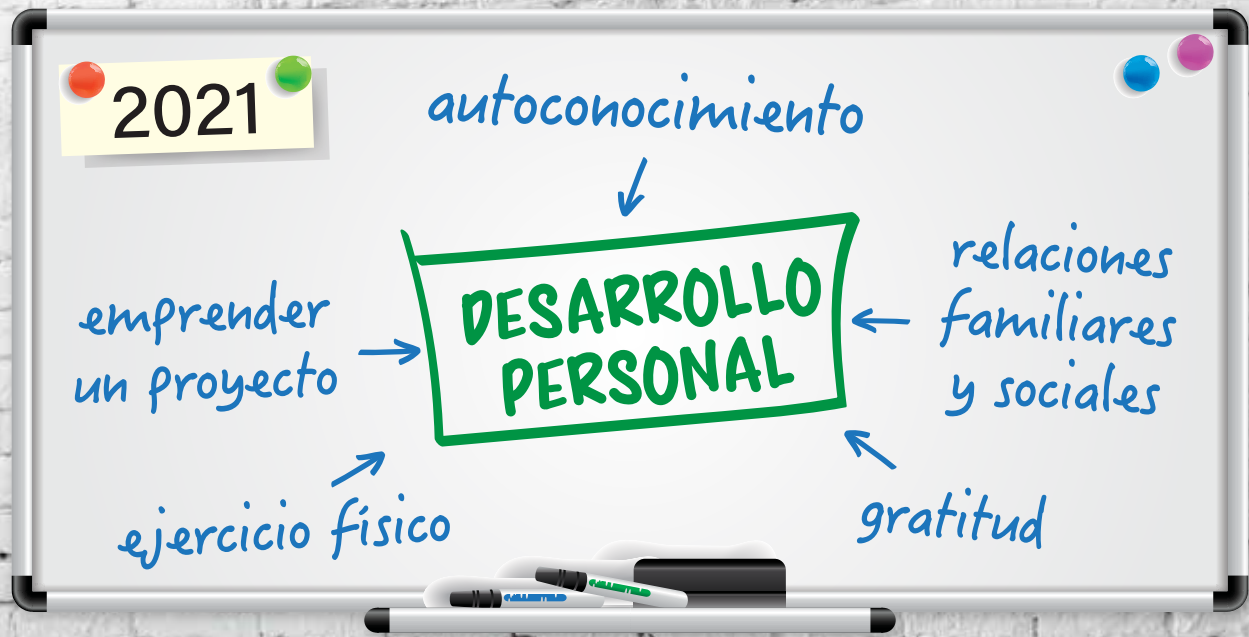 2021
autoconocimiento
DESARROLLO
PERSONAL
emprender
un proyecto
relaciones
familiares
y sociales
ejercicio físico
gratitud